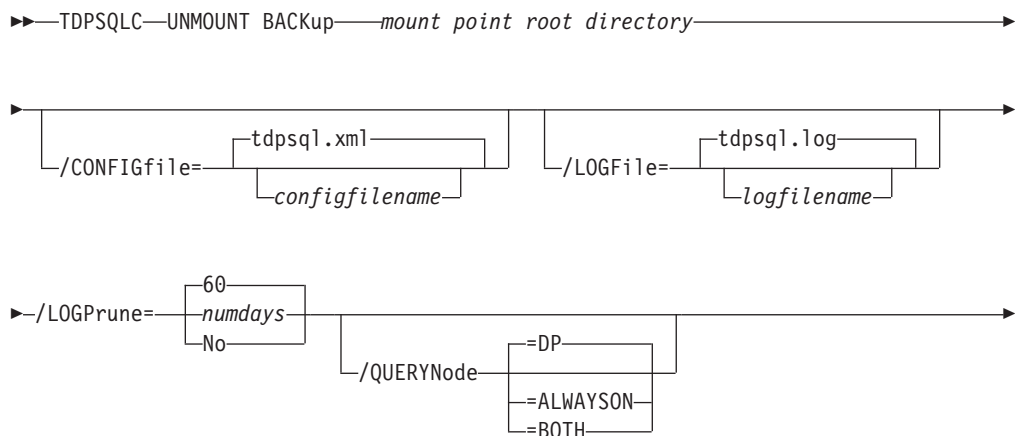 TDPSQLC UNMOUNT BACKup mount point root directory
tdpsql.xml tdpsql.log
/CONFIGfile= /LOGFile=
configfilename logfilename
60
/LOGPrune= numdays
No =DP
/QUERYNode
=ALWAYSON
=BOTH